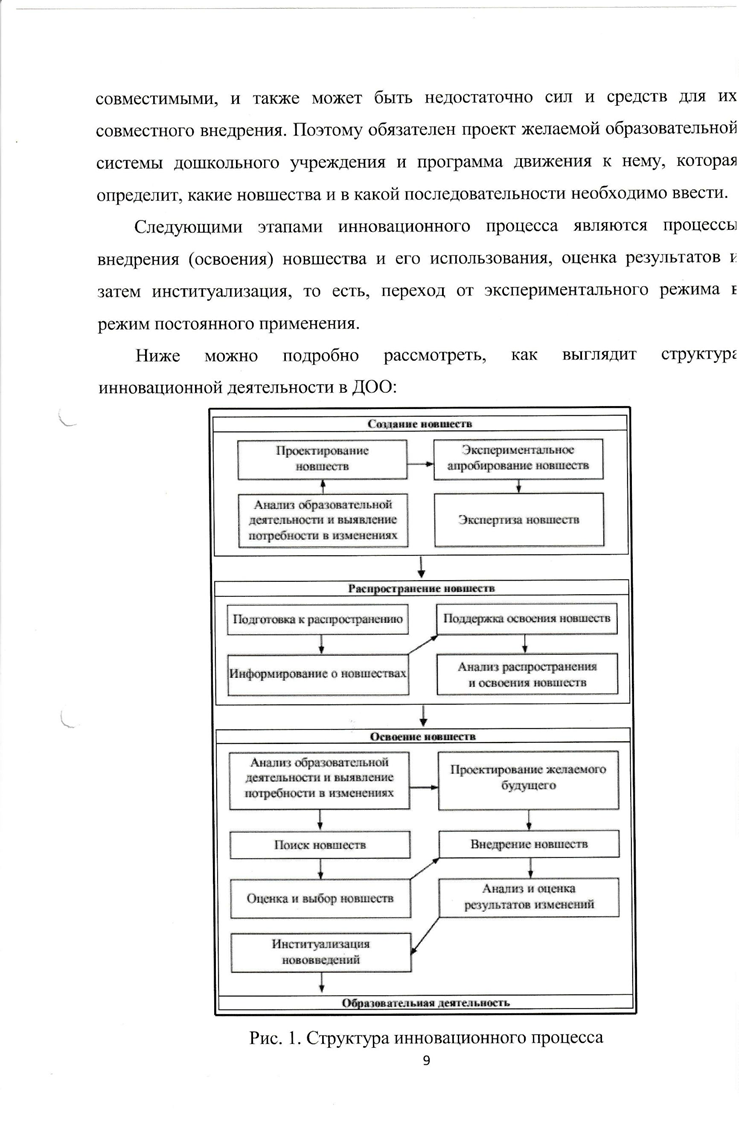 совместимыми, и также может быть недостаточно сил и средств для их
совместного внедрения. Поэтому обязателен проект желаемой образовательной
системы дошкольного учреждения и программа движения к нему, которая
определит, какие новшества и в какой последовательности необходимо ввести.
Следующими этапами инновационного процесса являются процессы
внедрения (освоения) новшества и его использования, оценка результатов и
затем институализация, то есть, переход от экспериментального режима в
режим постоянного применения.
Ниже можно подробно рассмотреть, как выглядит структура
инновационной деятельности в ДОО:
Создание новшеств
Проектирование
новшеств
Экспериментальное
апробирование новшеств
Анализ образовательной
деятельности и выявление
потребности в изменениях
Экспертиза новшеств
Распространение новшеств
Подготовка к распространению
Поддержка освоения новшеств
Информирование о новшествах
Анализ распространения
и освоения новшеств
Освоение новшеств
Анализ образовательной
деятельности и выявление
потребности в изменениях
Проектирование желаемого
будущего
Поиск новшеств
Внедрение новшеств
Оценка и выбор новшеств
Анализ и оценка
результатов изменений
Институализация
нововведений
Образовательная деятельность
Рис. 1. Структура инновационного процесса
9